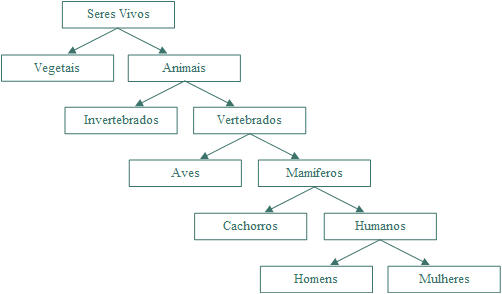 Seres Vivos
Vegetais
Animais
Invertebrados
Vertebrados
Aves
Mamíferos
Cachorros
Humanos
Homens
Mulheres